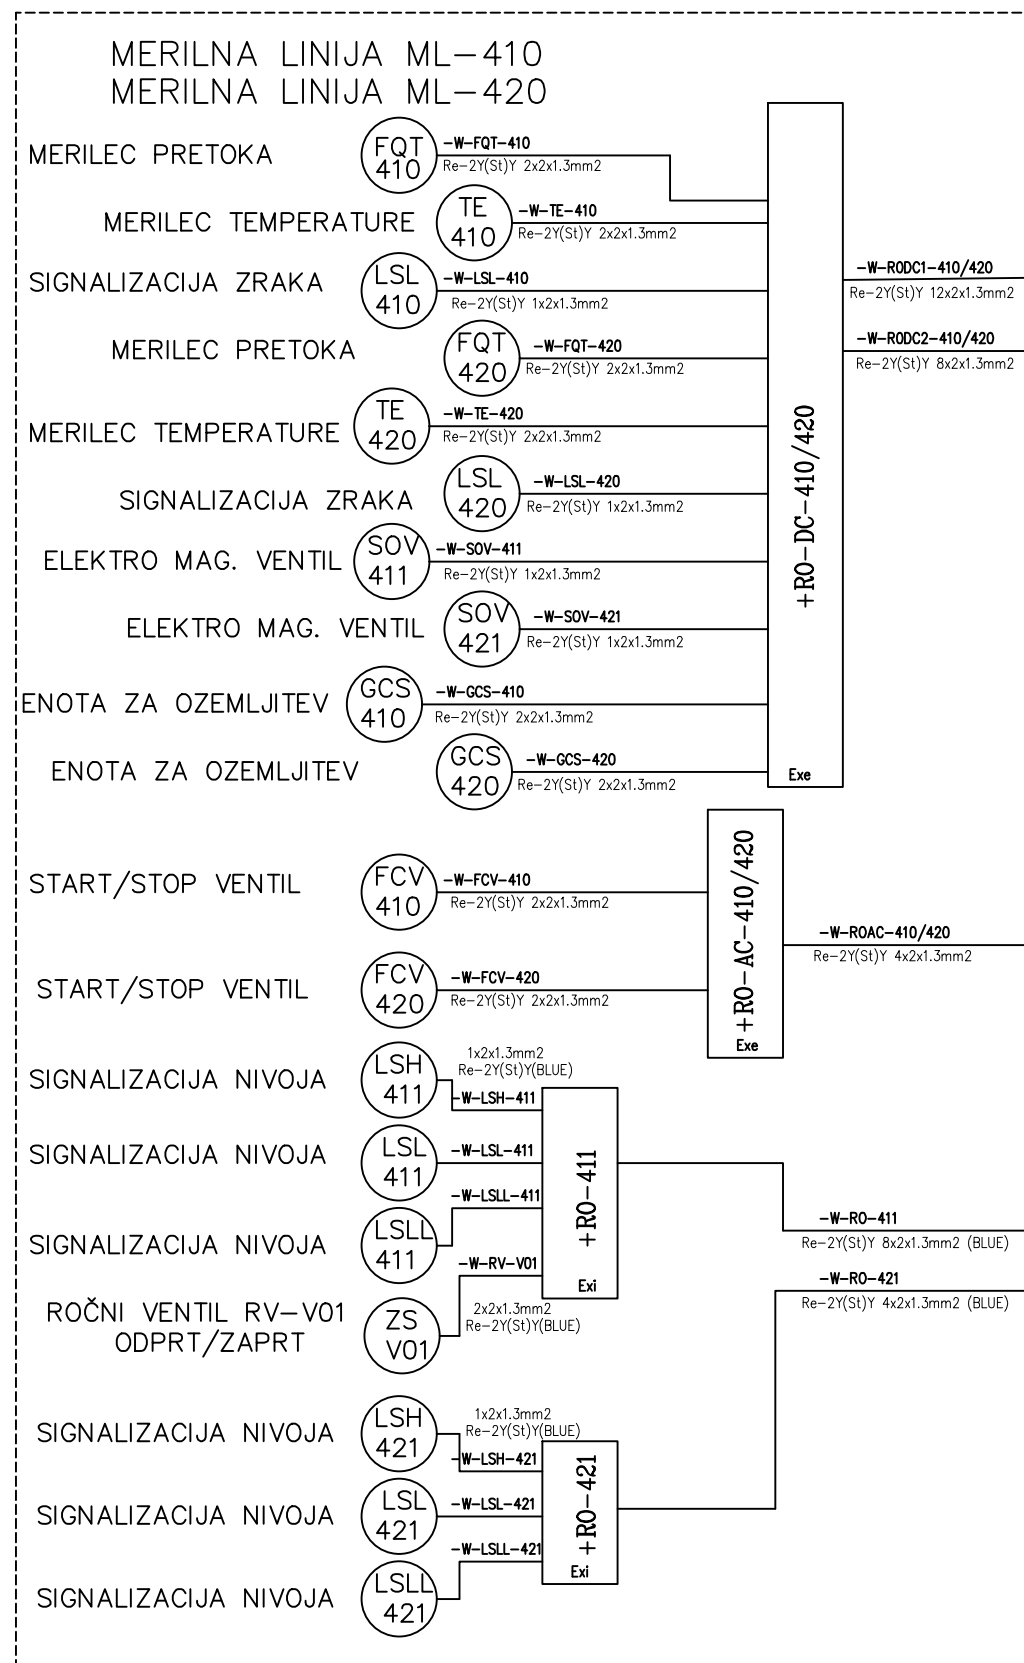 MERILNA LINIJA ML-410
MERILNA LINIJA ML-420
MERILEC PRETOKA
FQT
410
-W-FQT-410
Re-2Y(St)Y 2x2x1.3mm2
MERILEC TEMPERATURE
TE
410
-W-TE-410
Re-2Y(St)Y 2x2x1.3mm2
SIGNALIZACIJA ZRAKA
LSL
410
-W-LSL-410
Re-2Y(St)Y 1x2x1.3mm2
MERILEC PRETOKA
FQT
420
-W-FQT-420
Re-2Y(St)Y 2x2x1.3mm2
MERILEC TEMPERATURE
TE
420
-W-TE-420
Re-2Y(St)Y 2x2x1.3mm2
SIGNALIZACIJA ZRAKA
LSL
420
-W-LSL-420
Re-2Y(St)Y 1x2x1.3mm2
ELEKTRO MAG. VENTIL
SOV
411
-W-SOV-411
Re-2Y(St)Y 1x2x1.3mm2
ELEKTRO MAG. VENTIL
SOV
421
-W-SOV-421
Re-2Y(St)Y 1x2x1.3mm2
ENOTA ZA OZEMLJITEV
GCS
410
-W-GCS-410
Re-2Y(St)Y 2x2x1.3mm2
ENOTA ZA OZEMLJITEV
GCS
420
-W-GCS-420
Re-2Y(St)Y 2x2x1.3mm2
+RO-DC-410/420
Exe
-W-RODC1-410/420
Re-2Y(St)Y 12x2x1.3mm2
-W-RODC2-410/420
Re-2Y(St)Y 8x2x1.3mm2
START/STOP VENTIL
FCV
410
-W-FCV-410
Re-2Y(St)Y 2x2x1.3mm2
START/STOP VENTIL
FCV
420
-W-FCV-420
Re-2Y(St)Y 2x2x1.3mm2
+RO-AC-410/420
Exe
-W-ROAC-410/420
Re-2Y(St)Y 4x2x1.3mm2
SIGNALIZACIJA NIVOJA
LSH
411
1x2x1.3mm2
Re-2Y(St)Y(BLUE)
-W-LSH-411
SIGNALIZACIJA NIVOJA
LSL
411
-W-LSL-411
SIGNALIZACIJA NIVOJA
LSLL
411
-W-LSLL-411
ROČNI VENTIL RV-V01
ODPRT/ZAPRT
ZS
V01
-W-RV-V01
2x2x1.3mm2
Re-2Y(St)Y(BLUE)
+RO-411
Exi
-W-RO-411
Re-2Y(St)Y 8x2x1.3mm2 (BLUE)
-W-RO-421
Re-2Y(St)Y 4x2x1.3mm2 (BLUE)
SIGNALIZACIJA NIVOJA
LSH
421
1x2x1.3mm2
Re-2Y(St)Y(BLUE)
-W-LSH-421
SIGNALIZACIJA NIVOJA
LSL
421
-W-LSL-421
SIGNALIZACIJA NIVOJA
LSLL
421
-W-LSLL-421
+RO-421
Exi